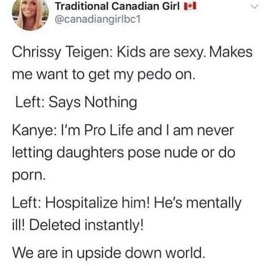 Traditional Canadian Girl 🇨🇦
@canadiangirlbc1
Chrissy Teigen: Kids are sexy. Makes
me want to get my pedo on.
Left: Says Nothing
Kanye: I'm Pro Life and I am never
letting daughters pose nude or do
porn.
Left: Hospitalize him! He's mentally
ill! Deleted instantly!
We are in upside down world.